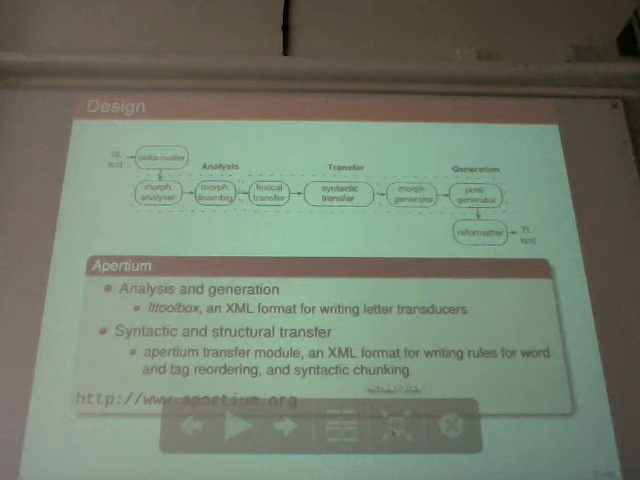 Design
SL text
deformatter
Analysis
Transfer
Generation
morph. analyser
morph. disambig.
lexical transfer
syntactic transfer
morph. generator
post-generator
reformatter
TL text
Apertium
Analysis and generation
lttoolbox, an XML format for writing letter transducers
Syntactic and structural transfer
apertium transfer module, an XML format for writing rules for word
and tag reordering, and syntactic chunking
Actual Size
http://www.apertium.org